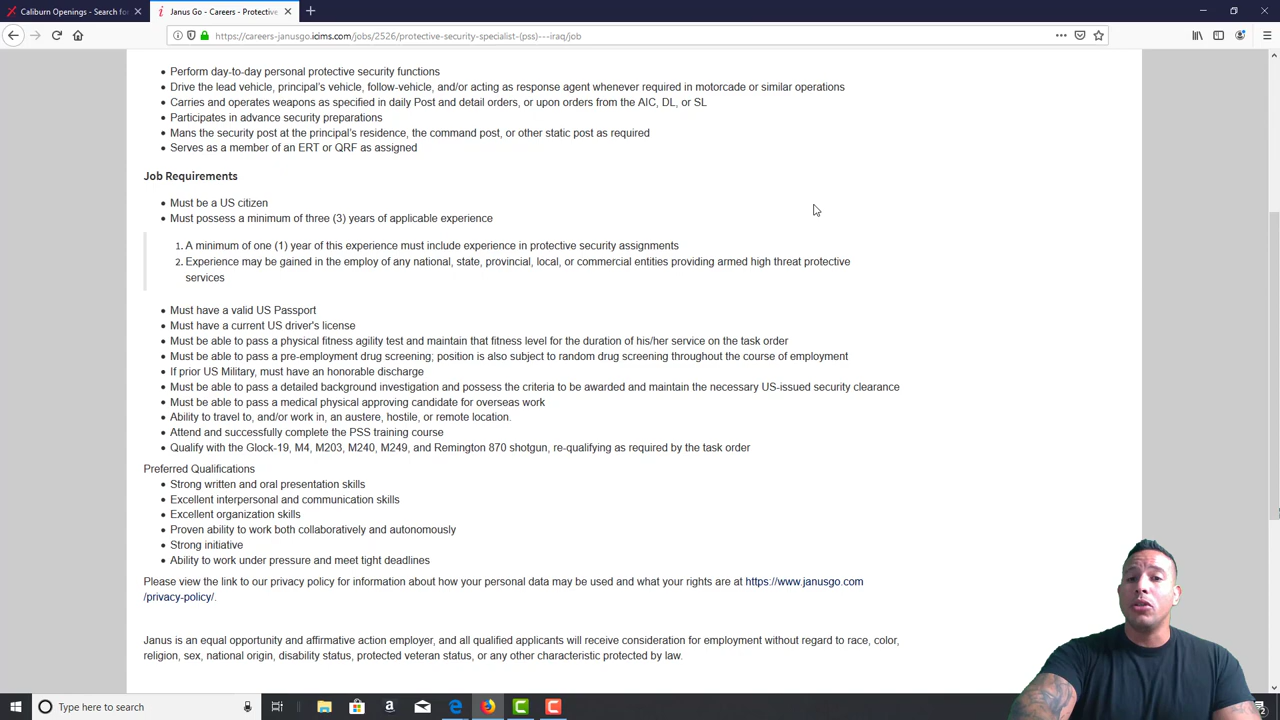 Caliburn Openings - Search for
Janus Go - Careers - Protective
https://careers-janusgo.icims.com/jobs/2526/protective-security-specialist-(pss)---iraq/job
Perform day-to-day personal protective security functions
Drive the lead vehicle, principal's vehicle, follow-vehicle, and/or acting as response agent whenever required in motorcade or similar operations
Carries and operates weapons as specified in daily Post and detail orders, or upon orders from the AIC, DL, or SL
Participates in advance security preparations
Mans the security post at the principal's residence, the command post, or other static post as required
Serves as a member of an ERT or QRF as assigned
Job Requirements
Must be a US citizen
Must possess a minimum of three (3) years of applicable experience
1. A minimum of one (1) year of this experience must include experience in protective security assignments
2. Experience may be gained in the employ of any national, state, provincial, local, or commercial entities providing armed high threat protective
services
Must have a valid US Passport
Must have a current US driver's license
Must be able to pass a physical fitness agility test and maintain that fitness level for the duration of his/her service on the task order
Must be able to pass a pre-employment drug screening; position is also subject to random drug screening throughout the course of employment
If prior US Military, must have an honorable discharge
Must be able to pass a detailed background investigation and possess the criteria to be awarded and maintain the necessary US-issued security clearance
Must be able to pass a medical physical approving candidate for overseas work
Ability to travel to, and/or work in, an austere, hostile, or remote location.
Attend and successfully complete the PSS training course
Qualify with the Glock-19, M4, M203, M240, M249, and Remington 870 shotgun, re-qualifying as required by the task order
Preferred Qualifications
Strong written and oral presentation skills
Excellent interpersonal and communication skills
Excellent organization skills
Proven ability to work both collaboratively and autonomously
Strong initiative
Ability to work under pressure and meet tight deadlines
Please view the link to our privacy policy for information about how your personal data may be used and what your rights are at https://www.janusgo.com
/privacy-policy/.
Janus is an equal opportunity and affirmative action employer, and all qualified applicants will receive consideration for employment without regard to race, color,
religion, sex, national origin, disability status, protected veteran status, or any other characteristic protected by law.
Type here to search